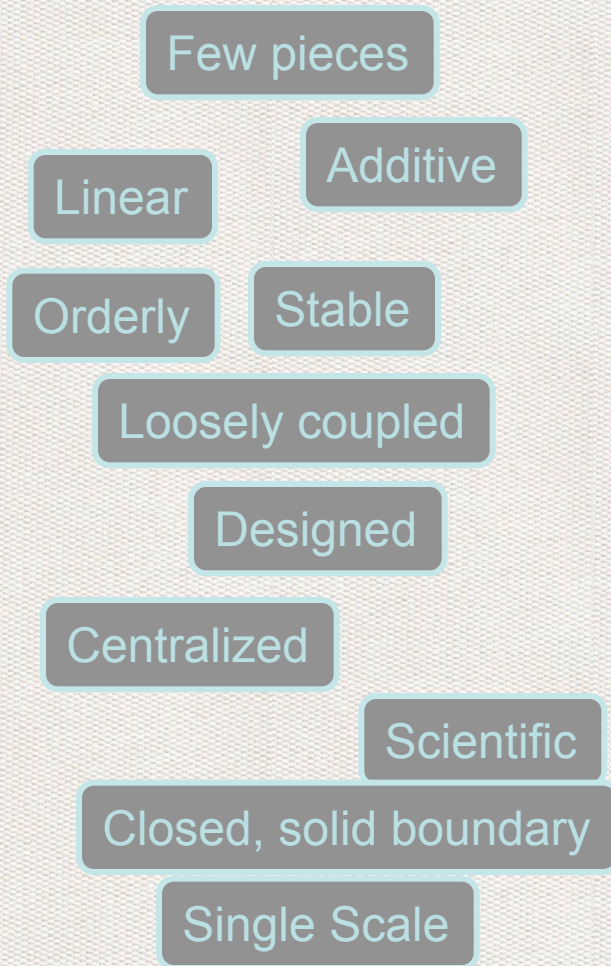 Few pieces
Additive
Linear
Orderly
Stable
Loosely coupled
Designed
Centralized
Scientific
Closed, solid boundary
Single Scale